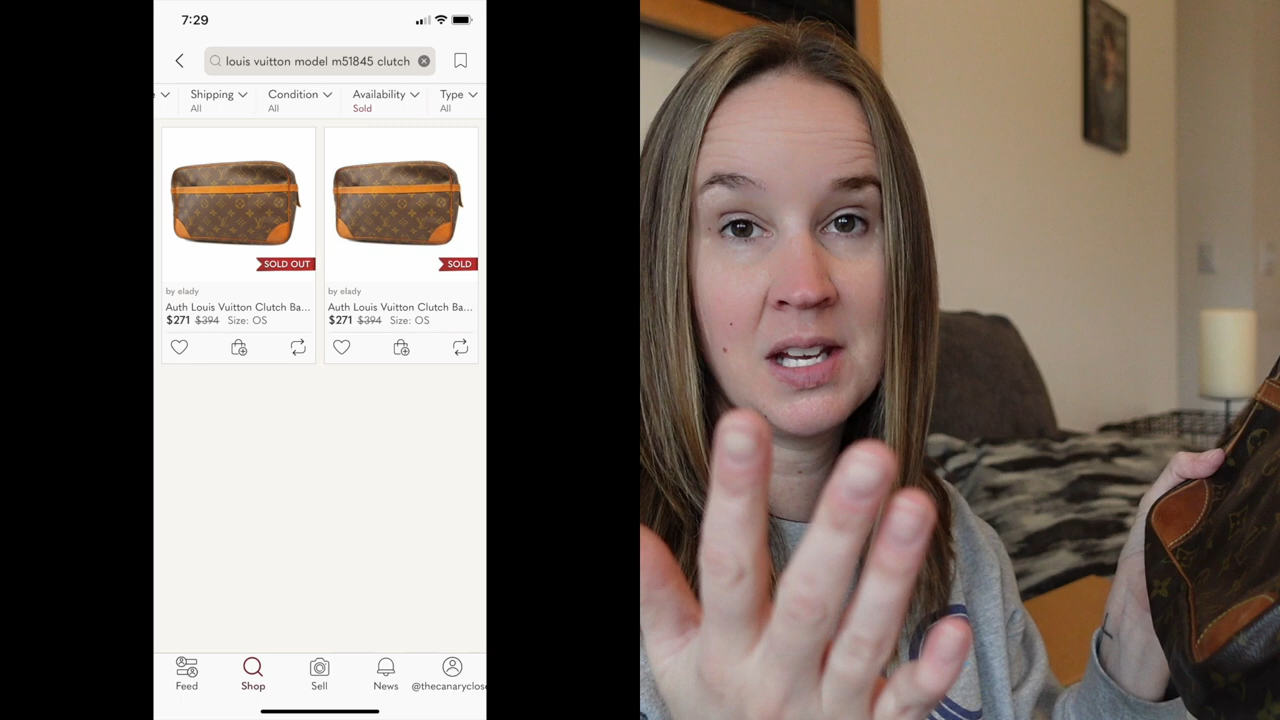 7:29
louis vuitton model m51845 clutch
Shipping Condition Availability Type
All All Sold All
SOLD OUT SOLD
by elady by elady
Auth Louis Vuitton Clutch Ba... Auth Louis Vuitton Clutch Ba...
$271 $394 Size: OS $271 $394 Size: OS
Feed Shop Sell News @thecanaryclose